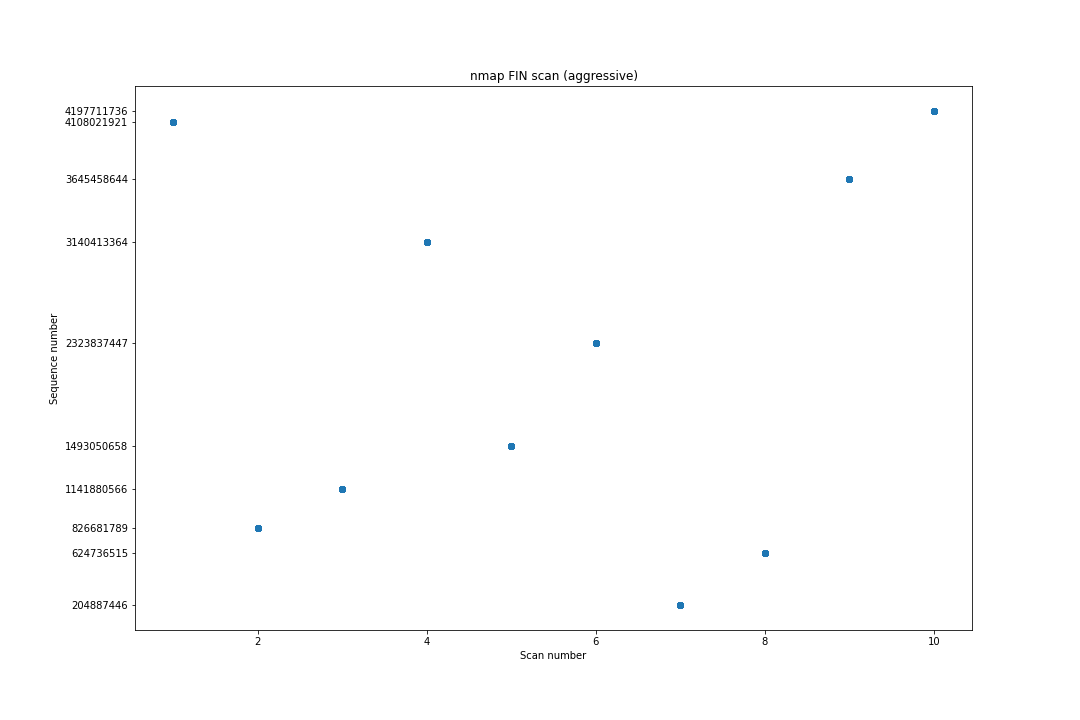 nmap FIN scan (aggressive)
4197711736
4108021921
3645458644
3140413364
2323837447
1493050658
1141880566
826681789
624736515
204887446
Sequence number
2 4 6 8 10
Scan number